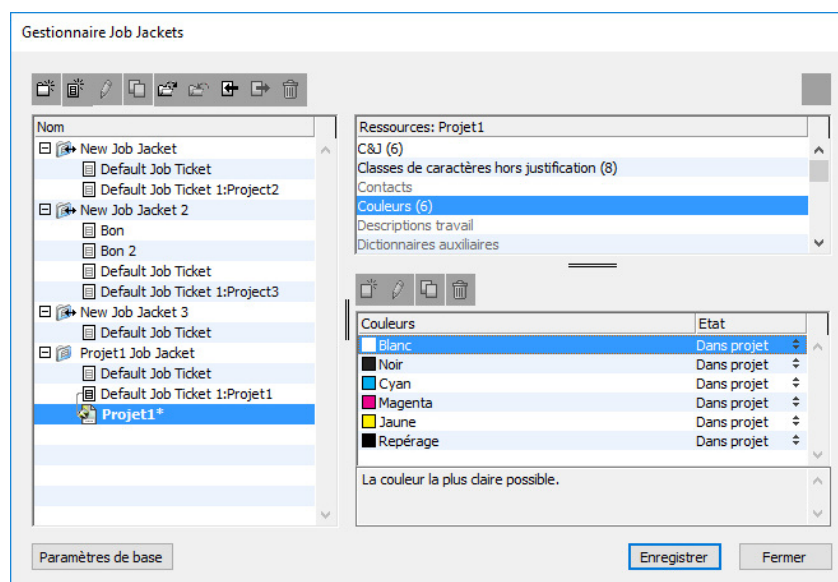 Gestionnaire Job Jackets
Nom
New Job Jacket
Default Job Ticket
Default Job Ticket 1:Project2
New Job Jacket 2
Bon
Bon 2
Default Job Ticket
Default Job Ticket 1:Project3
New Job Jacket 3
Default Job Ticket
Projet1 Job Jacket
Default Job Ticket
Default Job Ticket 1:Projet1
Projet1*
Ressources: Projet1
C&J (6)
Classes de caractères hors justification (8)
Contacts
Couleurs (6)
Descriptions travail
Dictionnaires auxiliaires
Couleurs Etat
Blanc Dans projet
Noir Dans projet
Cyan Dans projet
Magenta Dans projet
Jaune Dans projet
Repérage Dans projet
La couleur la plus claire possible.
Paramètres de base Enregistrer Fermer